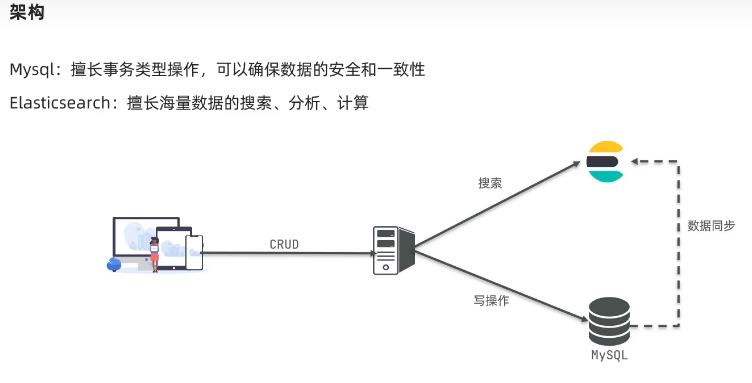 架构
Mysql：擅长事务类型操作，可以确保数据的安全和一致性
Elasticsearch：擅长海量数据的搜索、分析、计算
搜索
数据同步
CRUD
写操作
MySQL